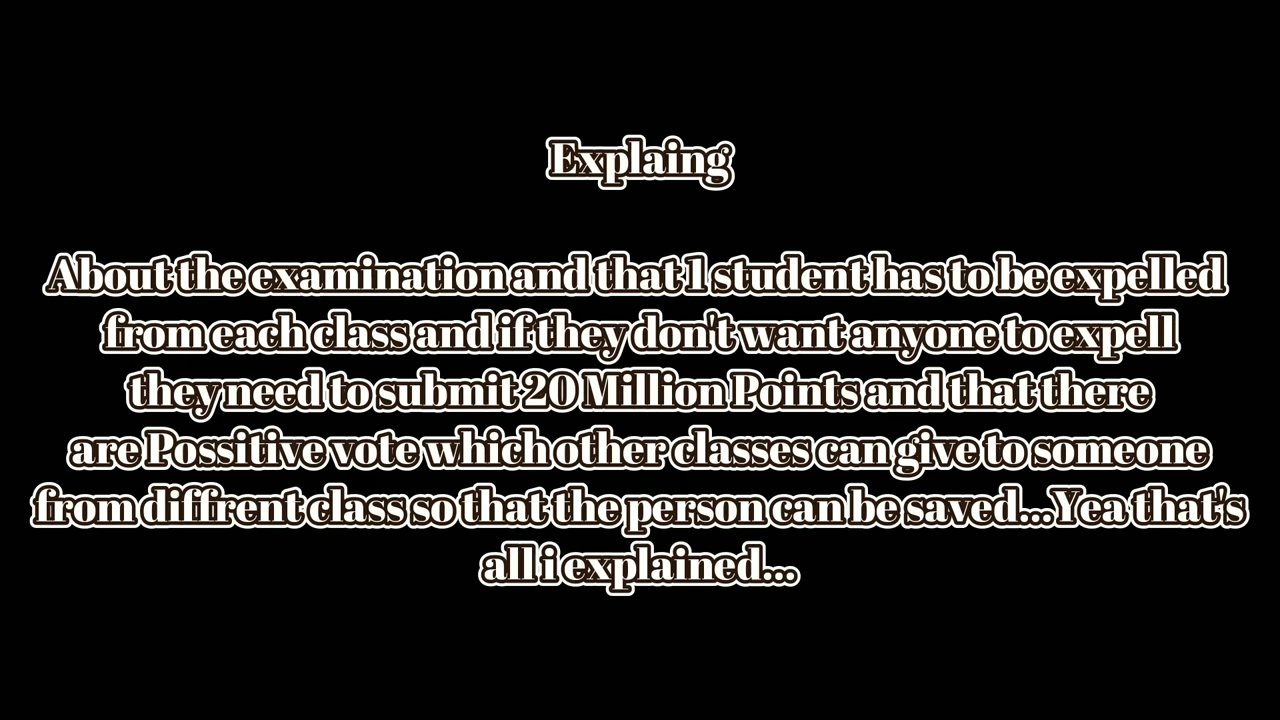 Explaing
About the examination and that 1 student has to be expelled
from each class and if they don't want anyone to expell
they need to submit 20 Million Points and that there
are Possitive vote which other classes can give to someone
from diffrent class so that the person can be saved...Yea that's
all i explained...